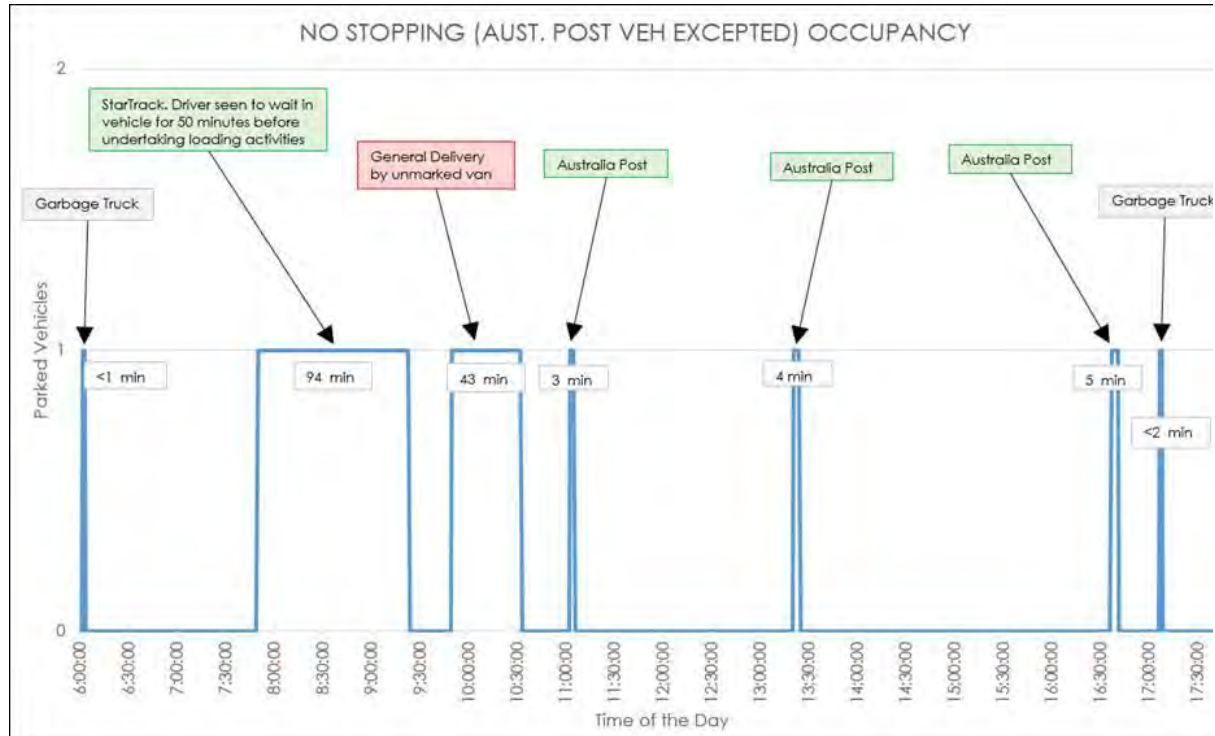 NO STOPPING (AUST. POST VEH EXCEPTED) OCCUPANCY
2
StarTrack. Driver seen to wait in
vehicle for 50 minutes before
undertaking loading activities
General Delivery
by unmarked van
Australia Post
Australia Post
Australia Post
Garbage Truck
Garbage Truck
Parked Vehicles
1
<1 min
94 min
43 min
3 min
4 min
5 min
<2 min
0
6:00:00
6:30:00
7:00:00
7:30:00
8:00:00
8:30:00
9:00:00
9:30:00
10:00:00
10:30:00
11:00:00
11:30:00
12:00:00
12:30:00
13:00:00
13:30:00
14:00:00
14:30:00
15:00:00
15:30:00
16:00:00
16:30:00
17:00:00
17:30:00
Time of the Day